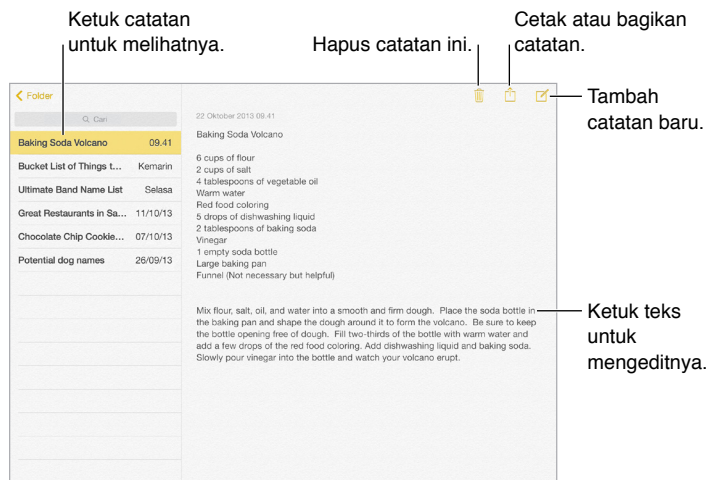 Ketuk catatan
untuk melihatnya.
Hapus catatan ini.
Cetak atau bagikan
catatan.
Tambah
catatan baru.
Folder
Cari
Baking Soda Volcano 09.41
Bucket List of Things t... Kemarin
Ultimate Band Name List Selasa
Great Restaurants in Sa... 11/10/13
Chocolate Chip Cookie... 07/10/13
Potential dog names 26/09/13
22 Oktober 2013 09.41
Baking Soda Volcano
6 cups of flour
2 cups of salt
4 tablespoons of vegetable oil
Warm water
Red food coloring
5 drops of dishwashing liquid
2 tablespoons of baking soda
Vinegar
1 empty soda bottle
Large baking pan
Funnel (Not necessary but helpful)
Mix flour, salt, oil, and water into a smooth and firm dough. Place the soda bottle in
the baking pan and shape the dough around it to form the volcano. Be sure to keep
the bottle opening free of dough. Fill two-thirds of the bottle with warm water and
add a few drops of the red food coloring. Add dishwashing liquid and baking soda.
Slowly pour vinegar into the bottle and watch your volcano erupt.
Ketuk teks
untuk
mengeditnya.